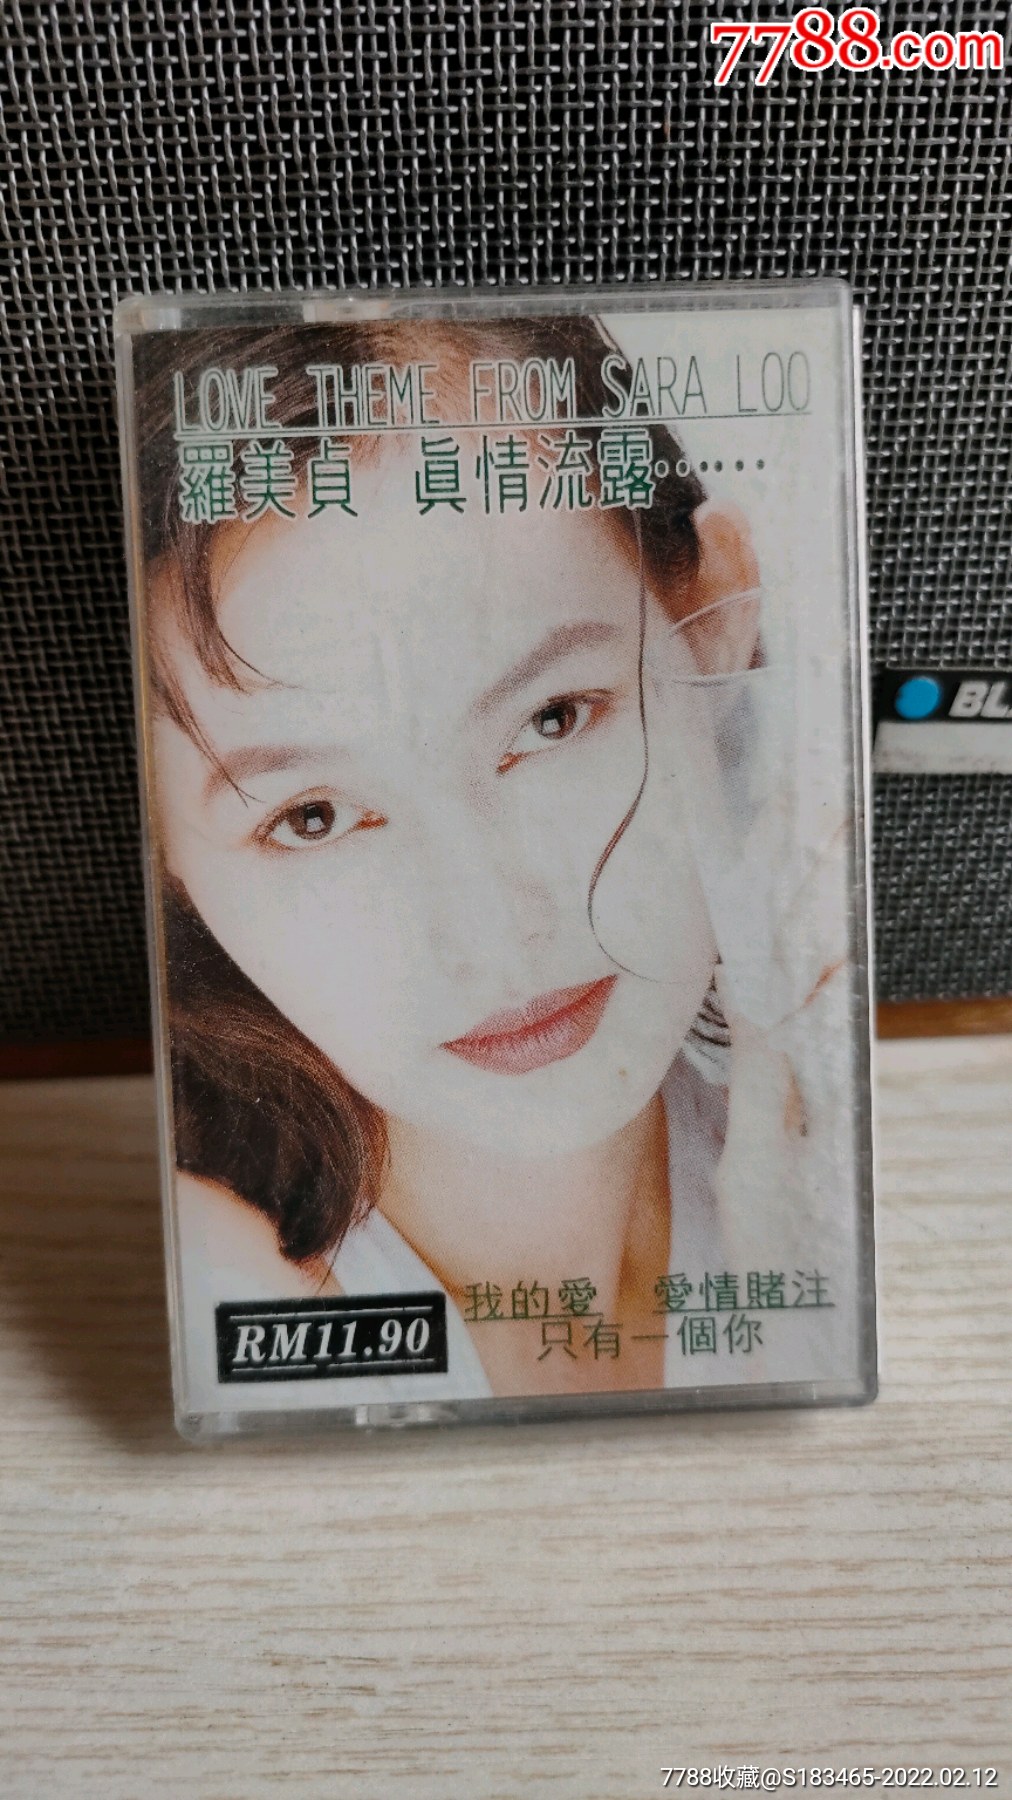 7788.com
LOVE THEME FROM SARA LOO
羅美貞 眞情流露……
BL
我的愛 愛情賭注
只有一個你
RM11.90
7788收藏@S183465-2022.02.12